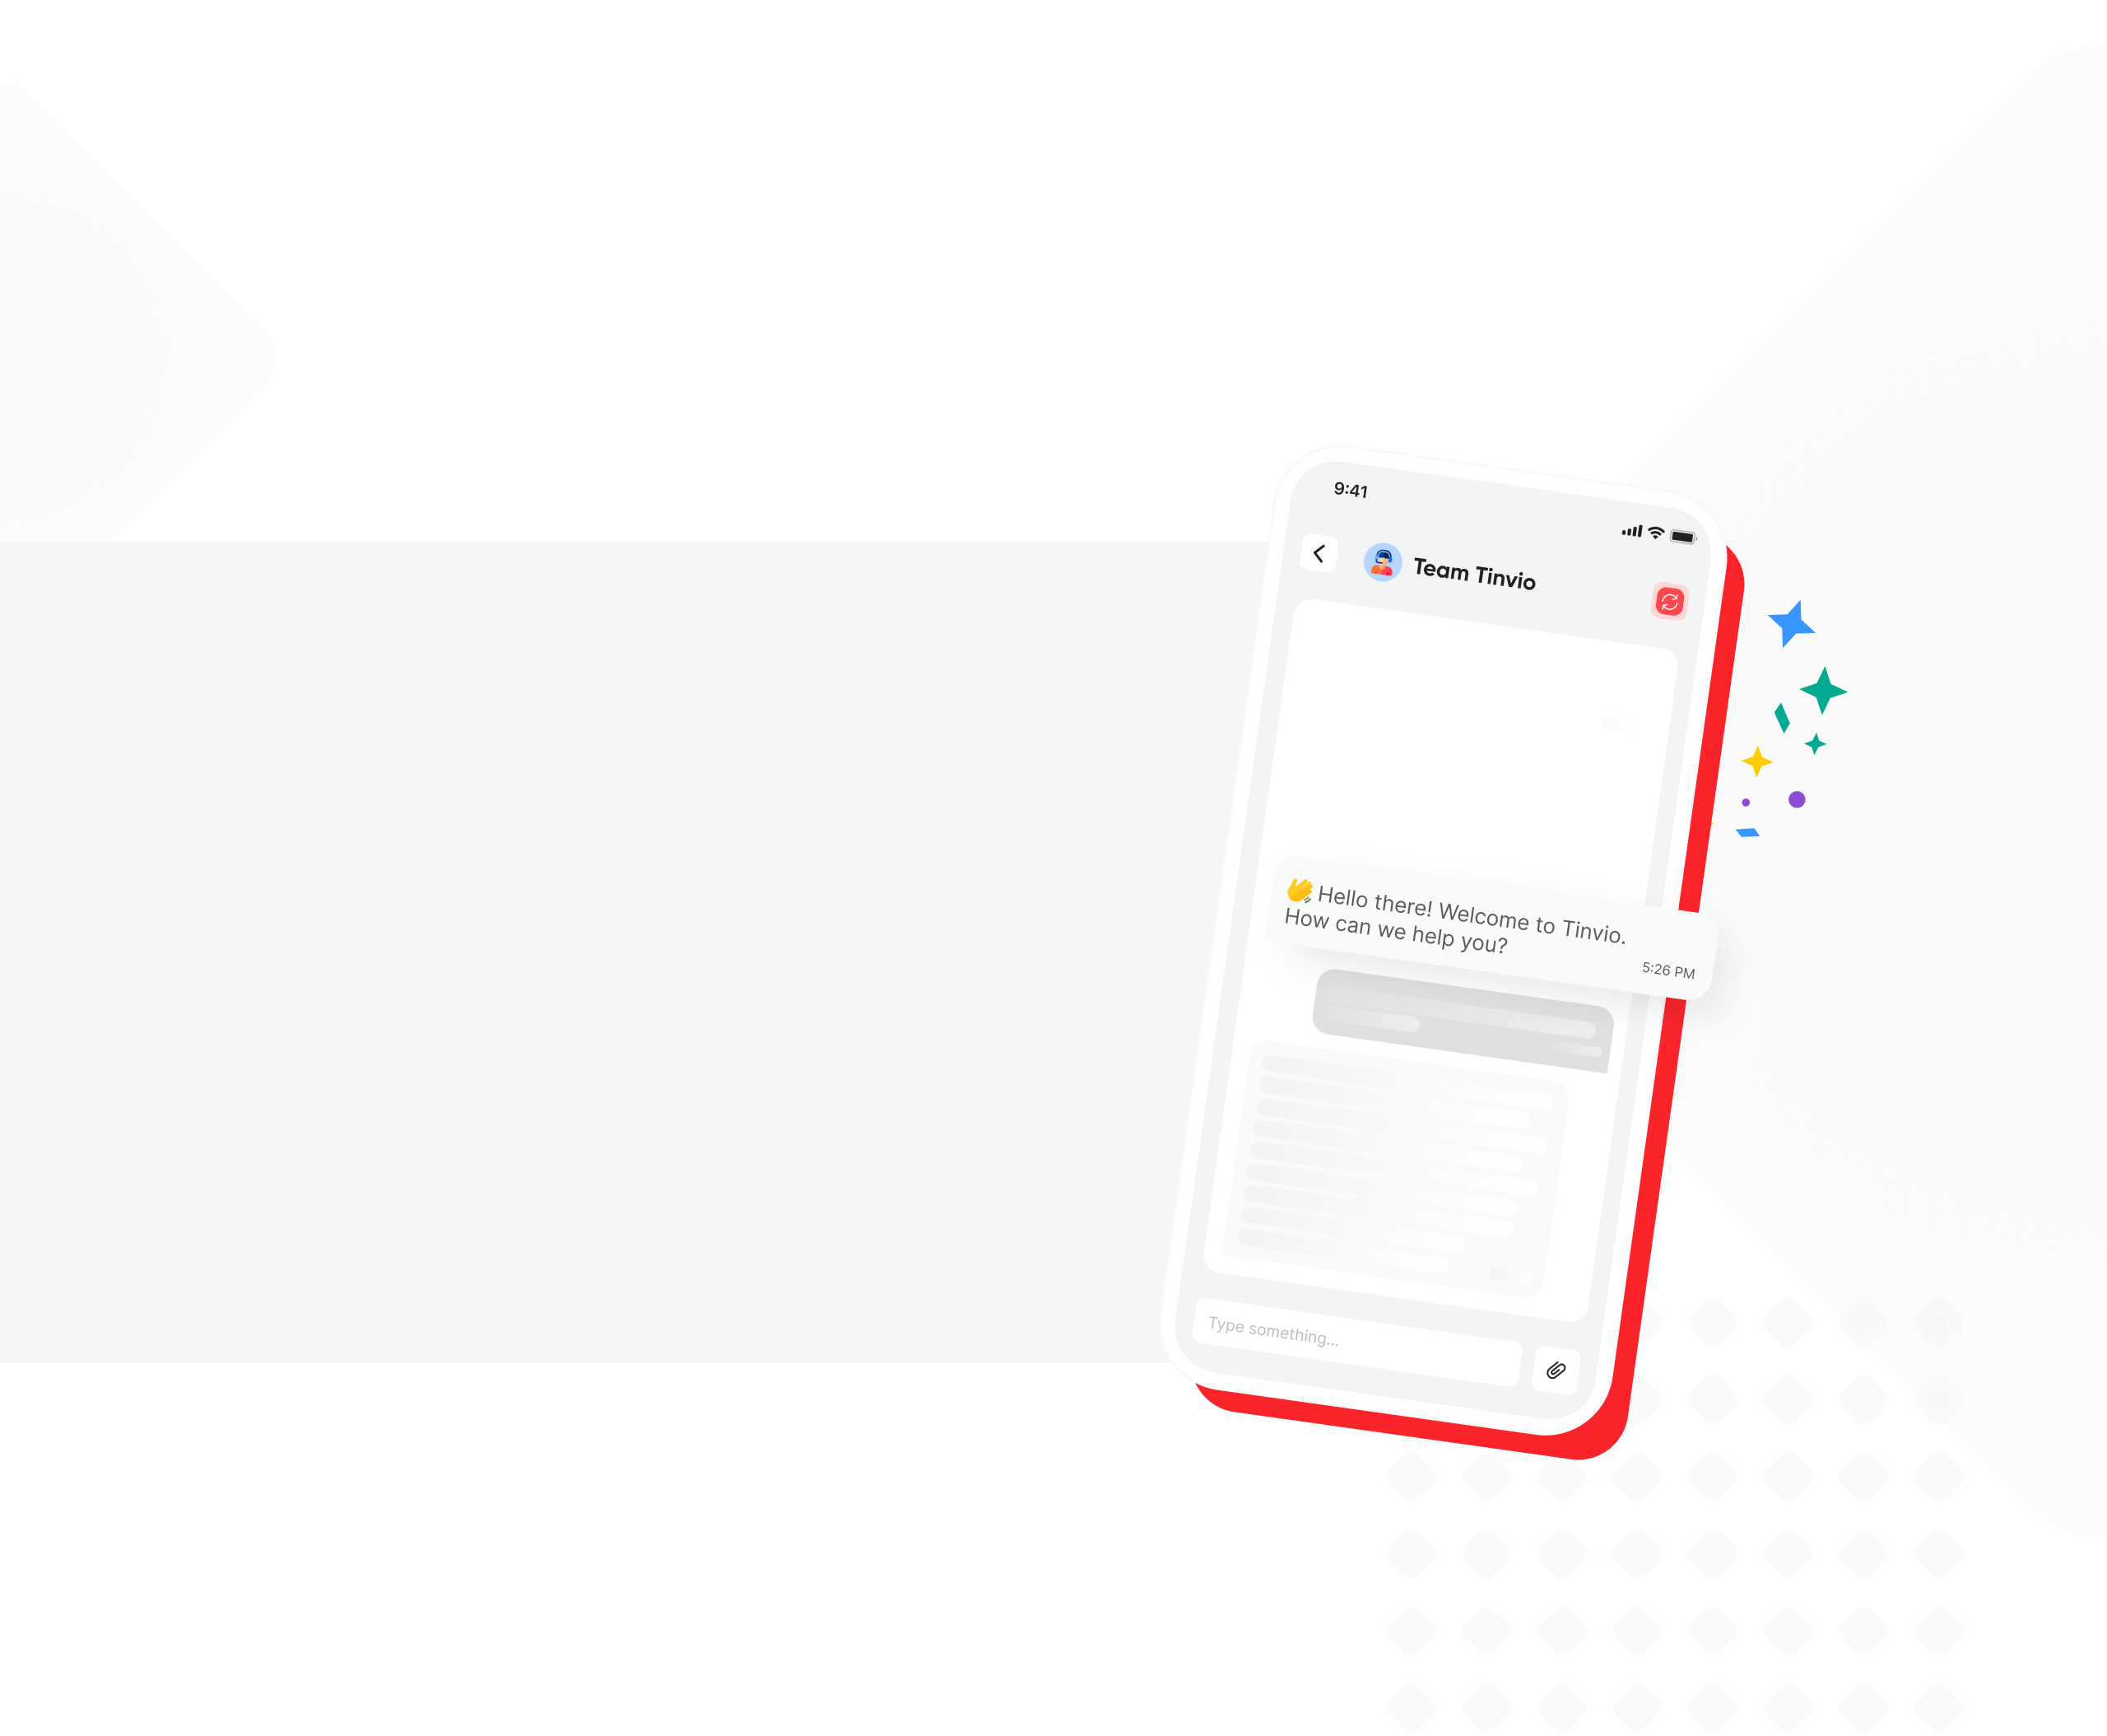 9:41
Team Tinvio
👋 Hello there! Welcome to Tinvio.
How can we help you?
5:26 PM
Type something...